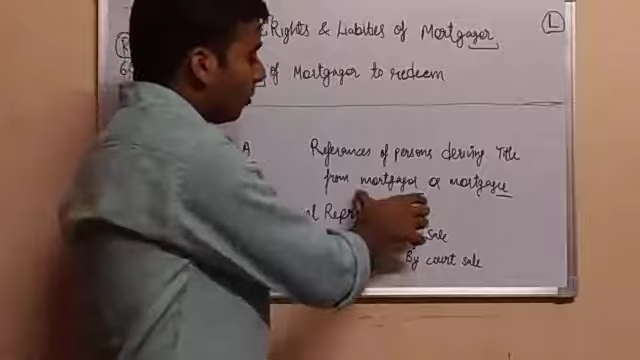 Rights & Liabities of Mortgagor
L
of Mortgagor to redeem
A
References of persons deriving Title
from mortgagor or mortgagee
sale
By court sale